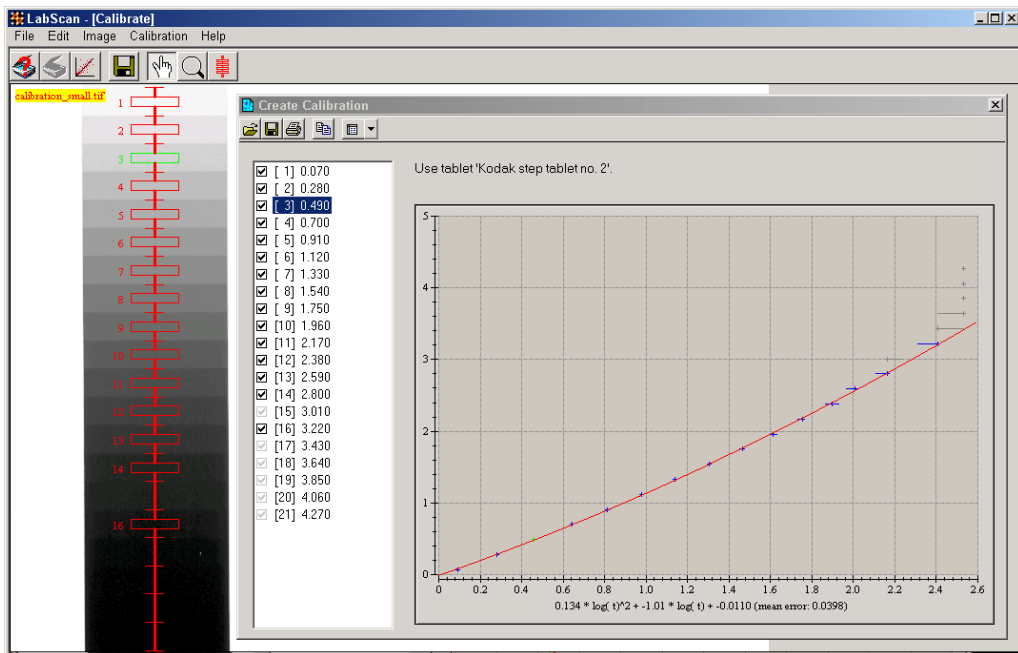 LabScan - [Calibrate]
File Edit Image Calibration Help
calibration_small.tif
1
2
3
4
5
6
7
8
9
10
11
12
13
14
16
Create Calibration
[ 1] 0.070
[ 2] 0.280
[ 3] 0.490
[ 4] 0.700
[ 5] 0.910
[ 6] 1.120
[ 7] 1.330
[ 8] 1.540
[ 9] 1.750
[10] 1.960
[11] 2.170
[12] 2.380
[13] 2.590
[14] 2.800
[15] 3.010
[16] 3.220
[17] 3.430
[18] 3.640
[19] 3.850
[20] 4.060
[21] 4.270
Use tablet 'Kodak step tablet no. 2'.
5
4
3
2
1
0
0 0.2 0.4 0.6 0.8 1.0 1.2 1.4 1.6 1.8 2.0 2.2 2.4 2.6
0.134 * log( t)^2 + -1.01 * log( t) + -0.0110 (mean error: 0.0398)